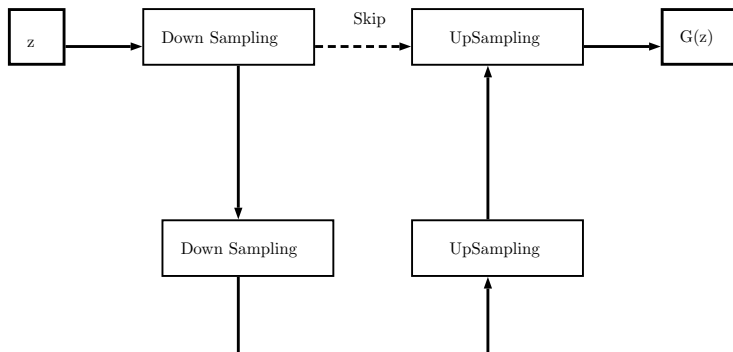 Skip
z
Down Sampling
UpSampling
G(z)
Down Sampling
UpSampling